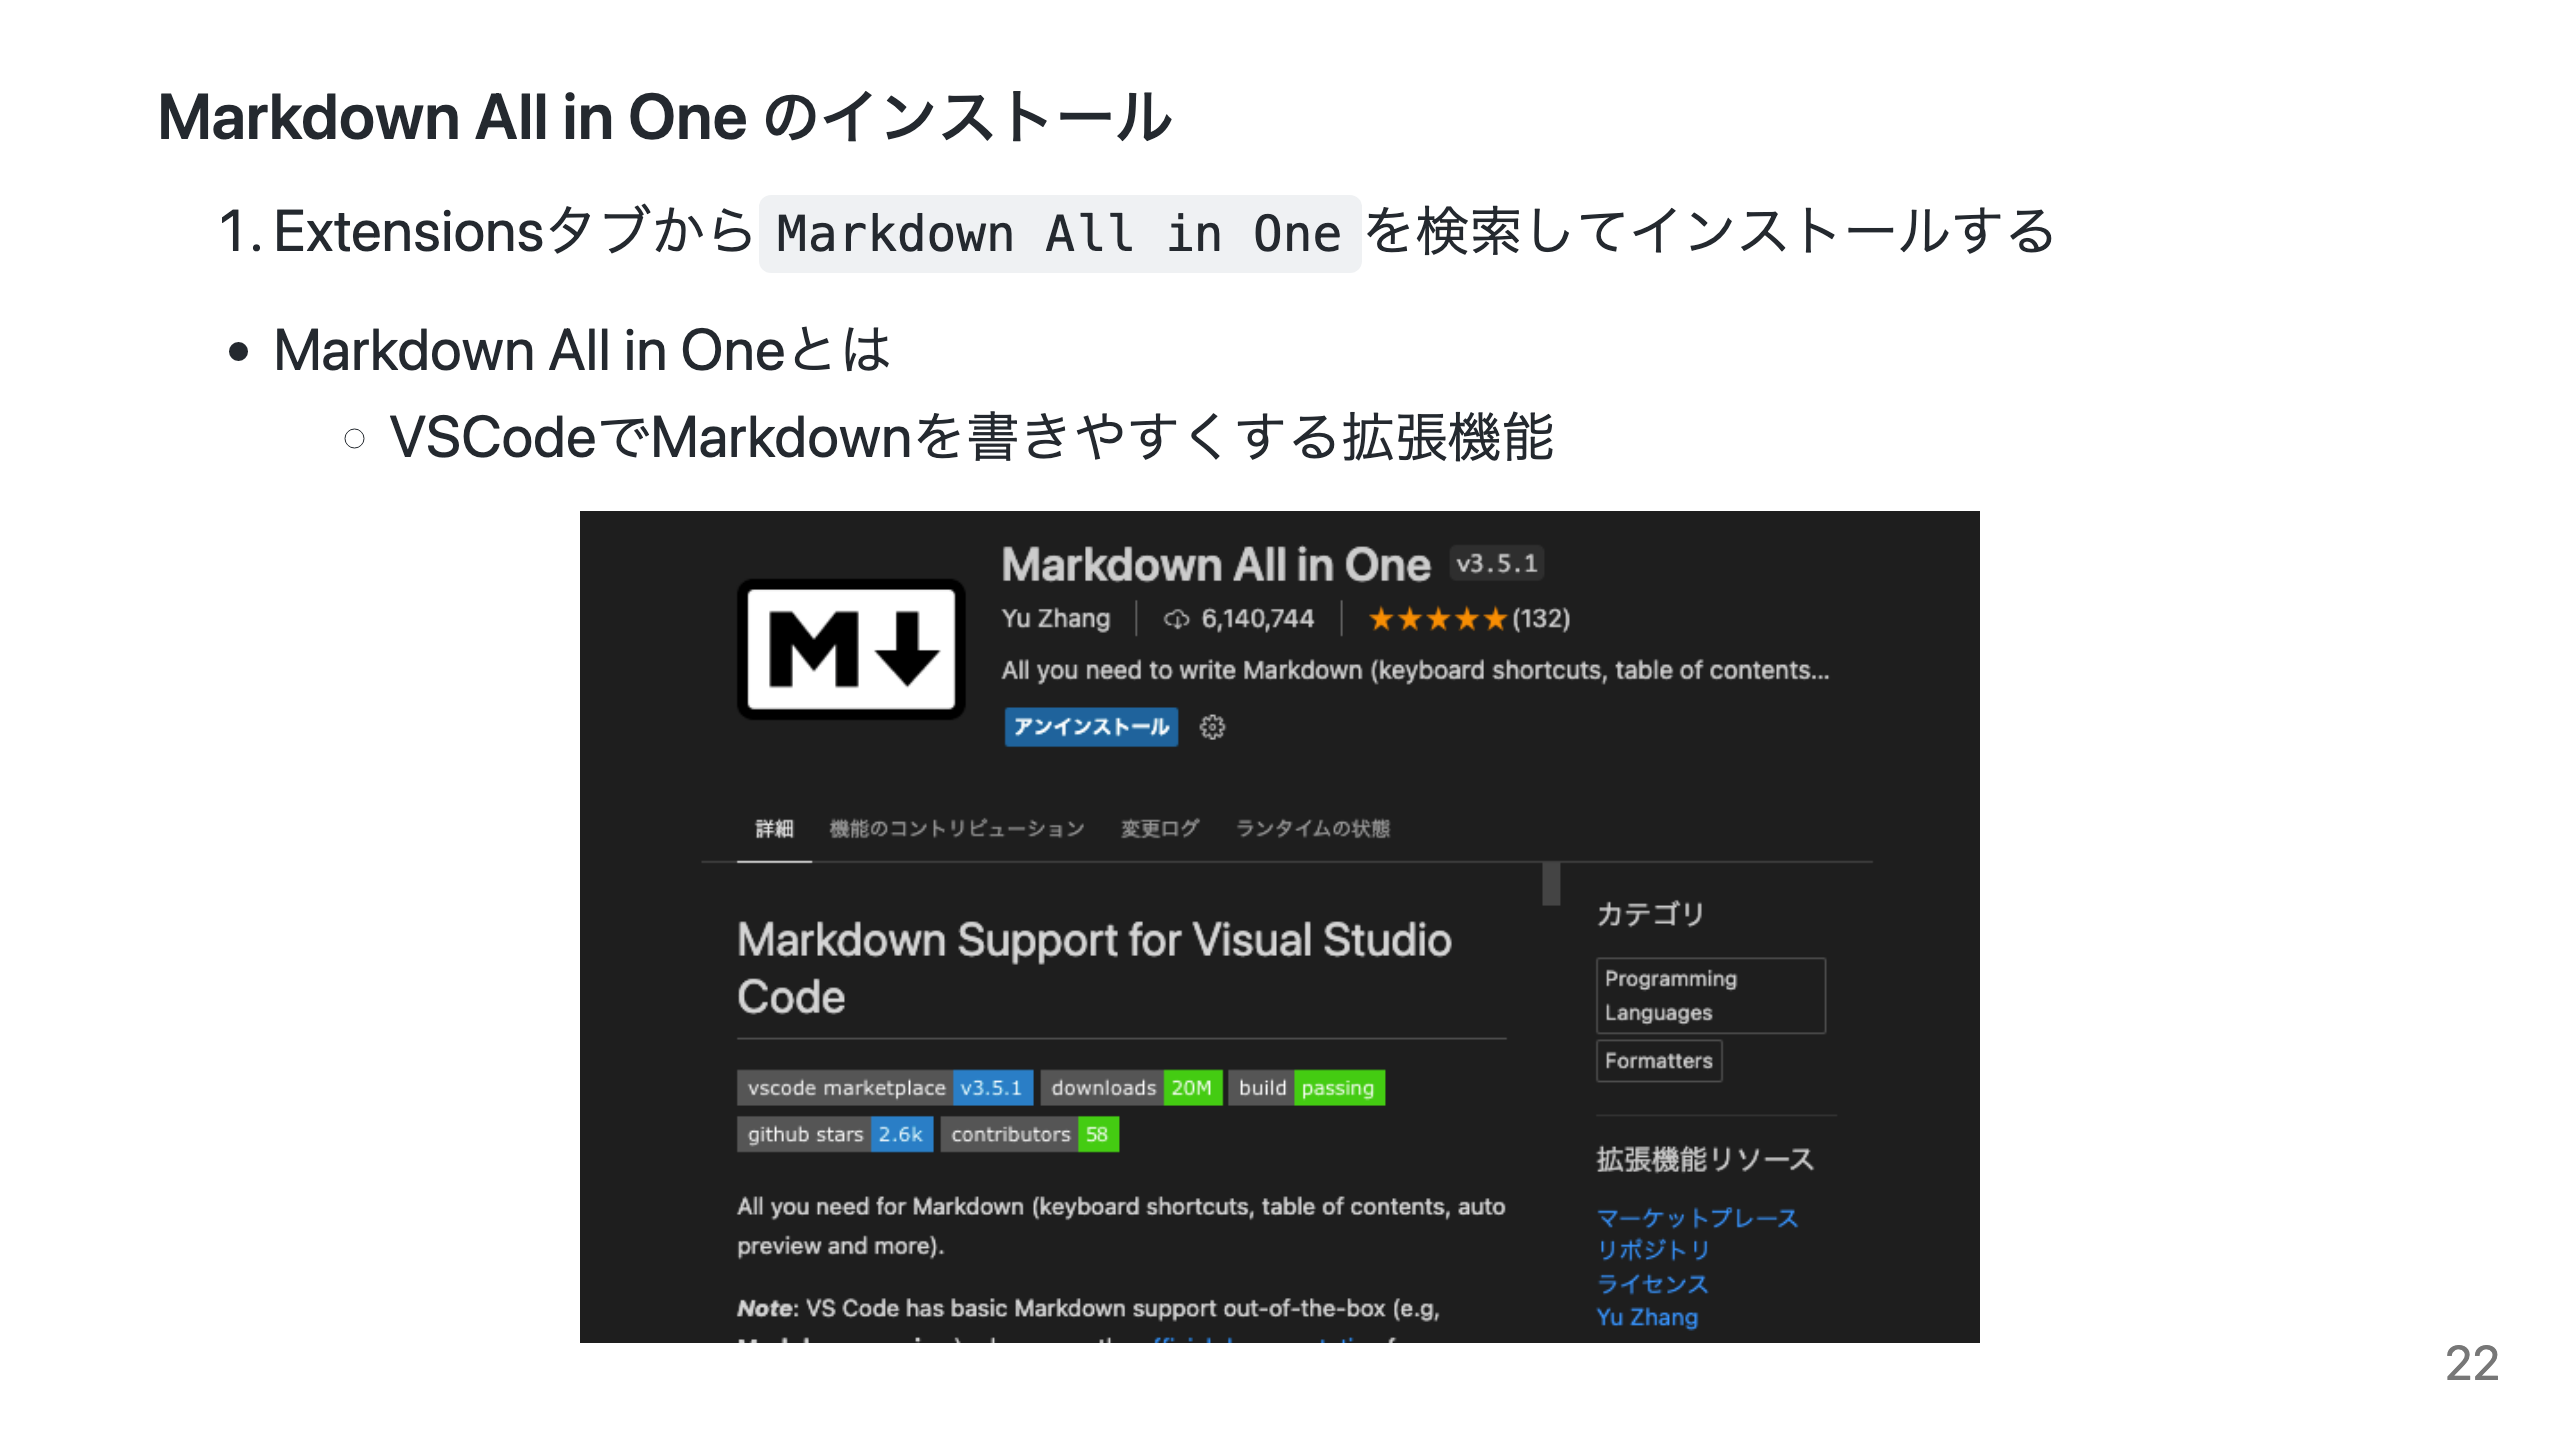 Markdown All in One のインストール
1. Extensionsタブから Markdown All in One を検索してインストールする
• Markdown All in Oneとは
○ VSCodeでMarkdownを書きやすくする拡張機能
Markdown All in One v3.5.1
Yu Zhang | 6,140,744 | ★★★★★(132)
All you need to write Markdown (keyboard shortcuts, table of contents...
アンインストール
M
詳細 機能のコントリビューション 変更ログ ランタイムの状態
Markdown Support for Visual Studio
Code
vscode marketplace v3.5.1 downloads 20M build passing
github stars 2.6k contributors 58
All you need for Markdown (keyboard shortcuts, table of contents, auto
preview and more).
Note: VS Code has basic Markdown support out-of-the-box (e.g,
カテゴリ
Programming
Languages
Formatters
拡張機能リソース
マーケットプレース
リポジトリ
ライセンス
Yu Zhang
22